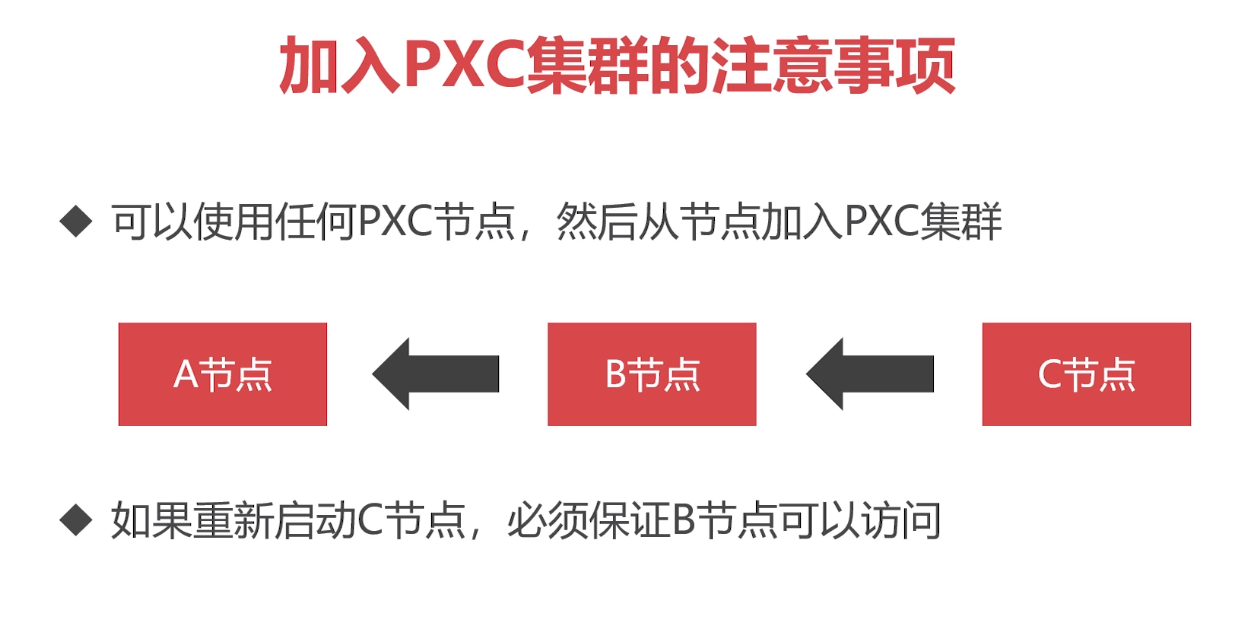 加入PXC集群的注意事项
可以使用任何PXC节点，然后从节点加入PXC集群
A节点
B节点
C节点
如果重新启动C节点，必须保证B节点可以访问